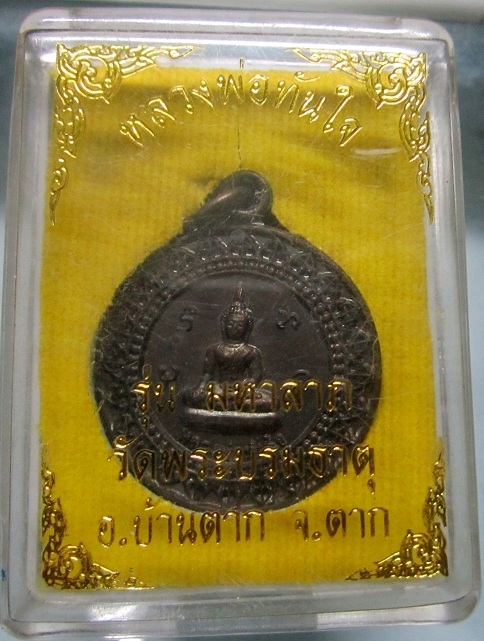 หลวงพ่อทันใจ
รุ่น มหาลาภ
วัดพระบรมธาตุ
อ.บ้านตาก จ.ตาก